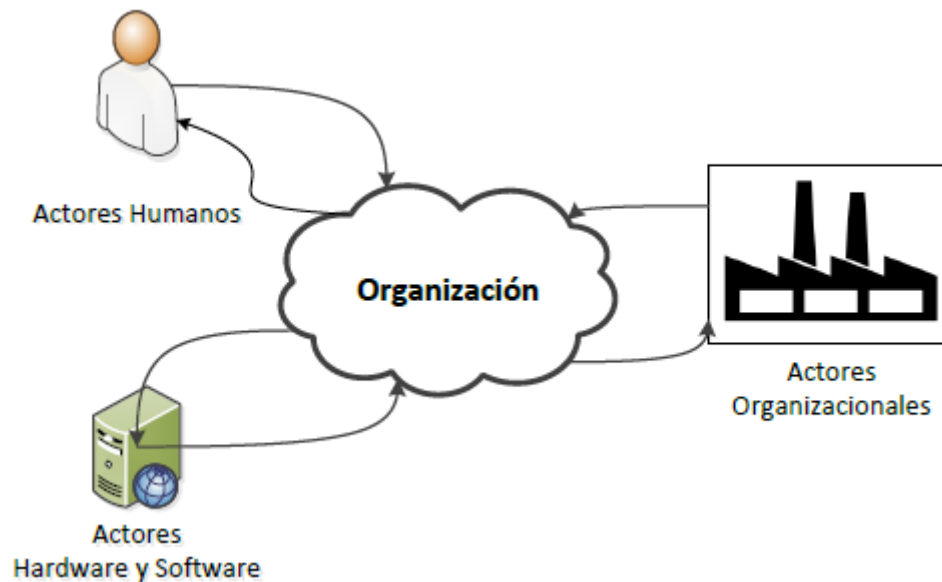 Actores Humanos
Organización
Actores
Organizacionales
Actores
Hardware y Software